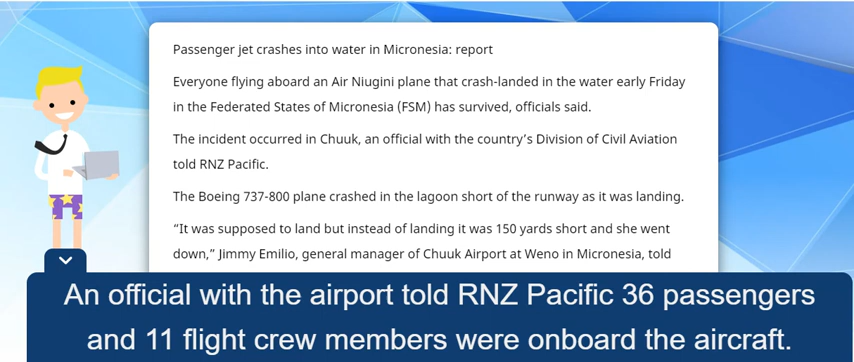 Passenger jet crashes into water in Micronesia: report
Everyone flying aboard an Air Niugini plane that crash-landed in the water early Friday
in the Federated States of Micronesia (FSM) has survived, officials said.
The incident occurred in Chuuk, an official with the country’s Division of Civil Aviation
told RNZ Pacific.
The Boeing 737-800 plane crashed in the lagoon short of the runway as it was landing.
“It was supposed to land but instead of landing it was 150 yards short and she went
down,” Jimmy Emilio, general manager of Chuuk Airport at Weno in Micronesia, told
An official with the airport told RNZ Pacific 36 passengers
and 11 flight crew members were onboard the aircraft.